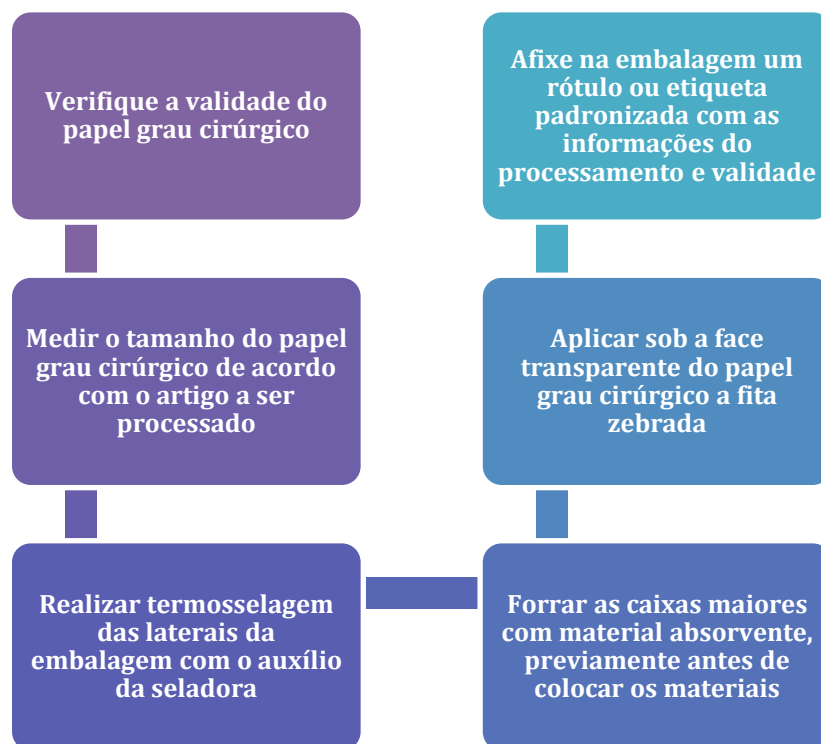 Verifique a validade do
papel grau cirúrgico
Medir o tamanho do papel
grau cirúrgico de acordo
com o artigo a ser
processado
Realizar termosselagem
das laterais da
embalagem com o auxílio
da seladora
Forrar as caixas maiores
com material absorvente,
previamente antes de
colocar os materiais
Aplicar sob a face
transparente do papel
grau cirúrgico a fita
zebrada
Afixe na embalagem um
rótulo ou etiqueta
padronizada com as
informações do
processamento e validade